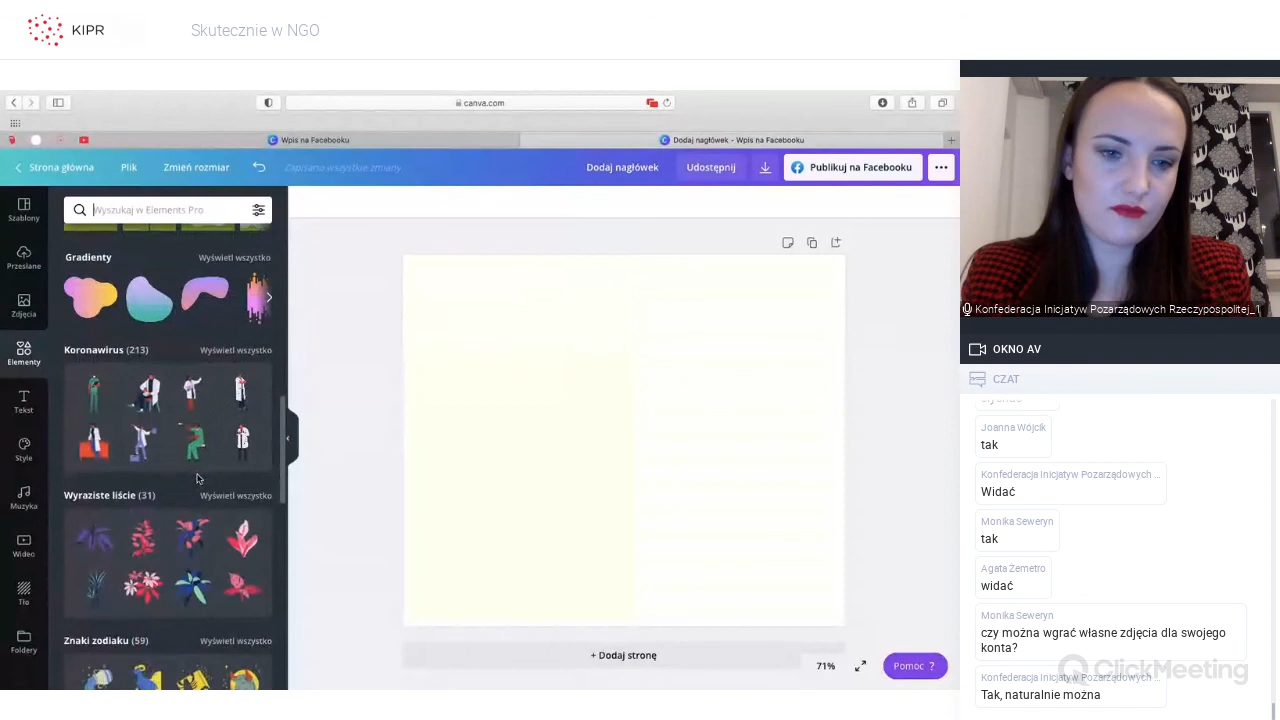 KIPR
Skutecznie w NGO
canva.com
Wpis na Facebooku
Dodaj nagłówek - Wpis na Facebooku
Strona główna
Plik
Zmień rozmiar
Zapisano wszystkie zmiany
Dodaj nagłówek
Udostępnij
Publikuj na Facebooku
Szablony
Przesłane
Zdjęcia
Elementy
Tekst
Style
Muzyka
Wideo
Tło
Foldery
Wyszukaj w Elements Pro
Gradienty
Wyświetl wszystko
Koronawirus (213)
Wyświetl wszystko
Wyraziste liście (31)
Wyświetl wszystko
Znaki zodiaku (59)
Wyświetl wszystko
+ Dodaj stronę
71%
Pomoc ?
Konfederacja Inicjatyw Pozarządowych Rzeczypospolitej_1
OKNO AV
CZAT
Joanna Wójcik
tak
Konfederacja Inicjatyw Pozarządowych ...
Widać
Monika Seweryn
tak
Agata Żemetro
widać
Monika Seweryn
czy można wgrać własne zdjęcia dla swojego
konta?
Konfederacja Inicjatyw Pozarządowych ...
Tak, naturalnie można
ClickMeeting